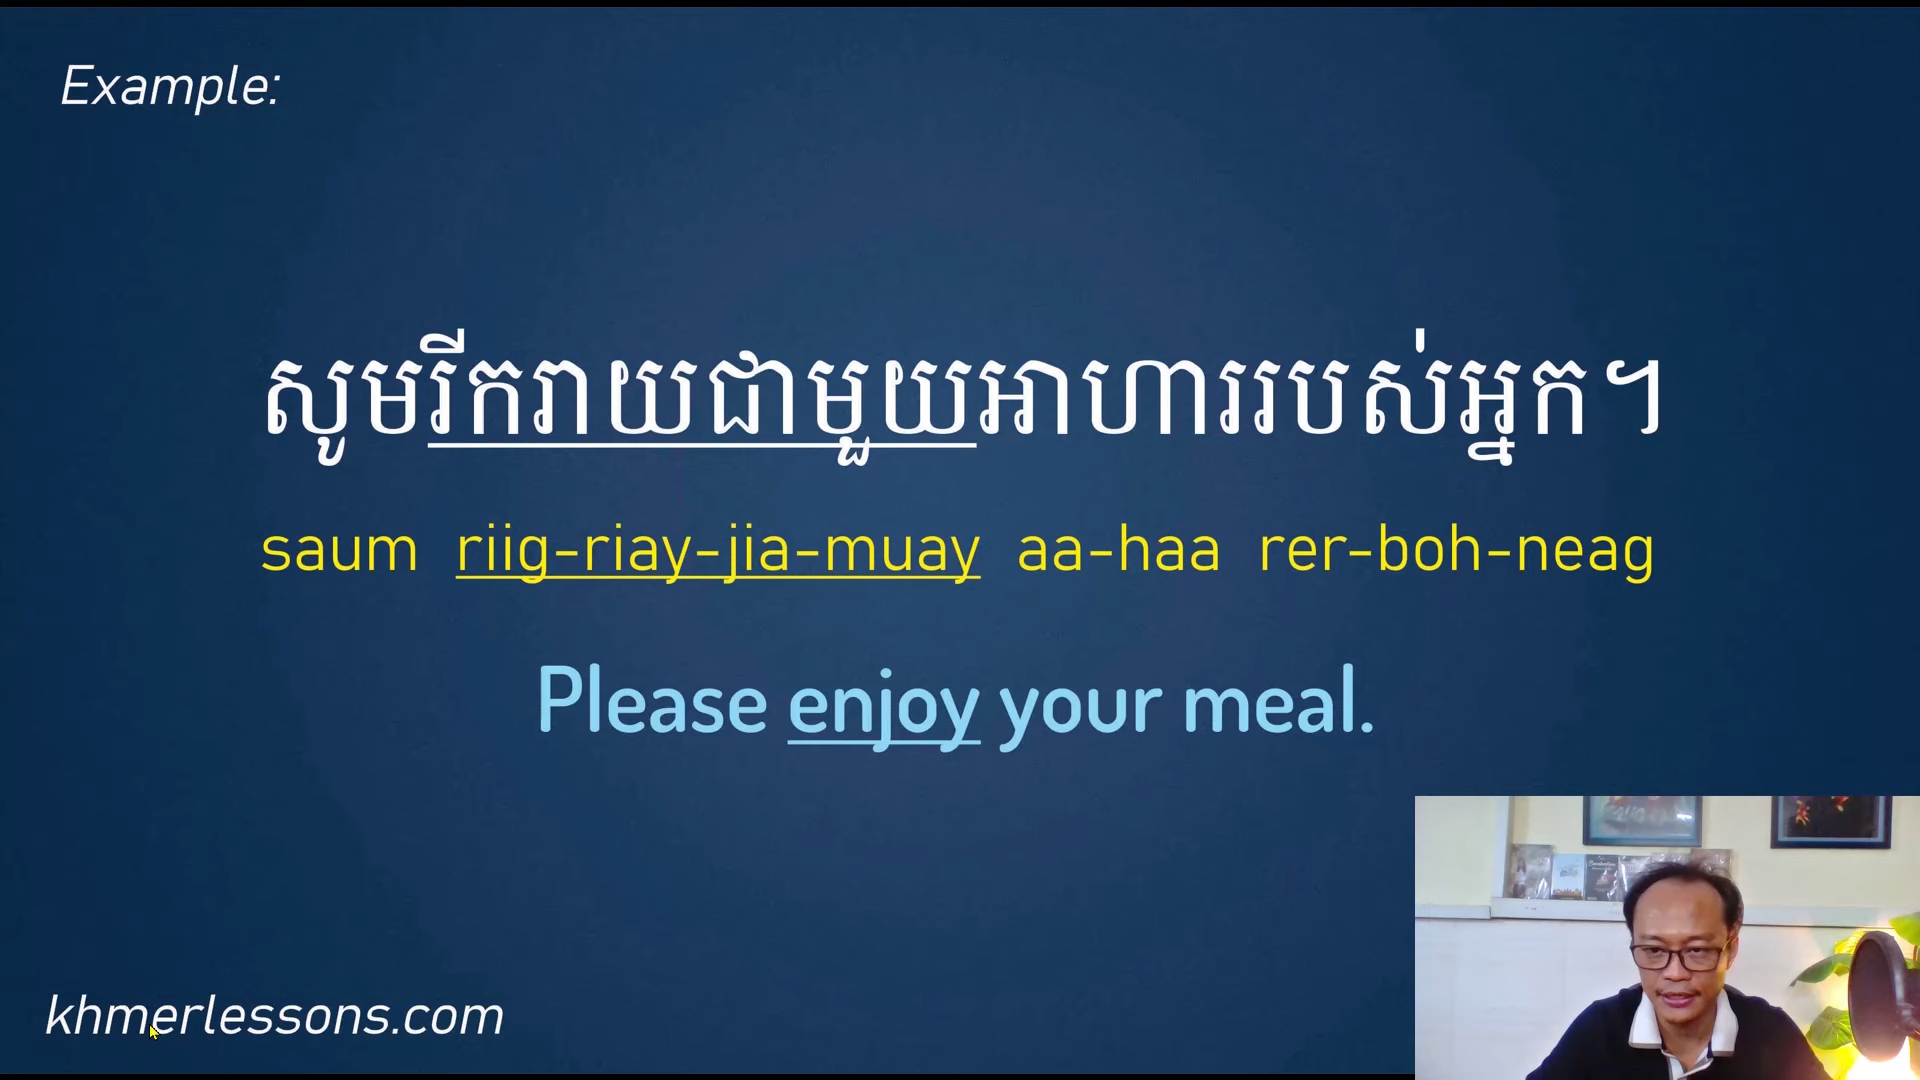 Example:
សូមរីករាយជាមួយអាហាររបស់អ្នក។
saum riig-riay-jia-muay aa-haa rer-boh-neag
Please enjoy your meal.
khmerlessons.com